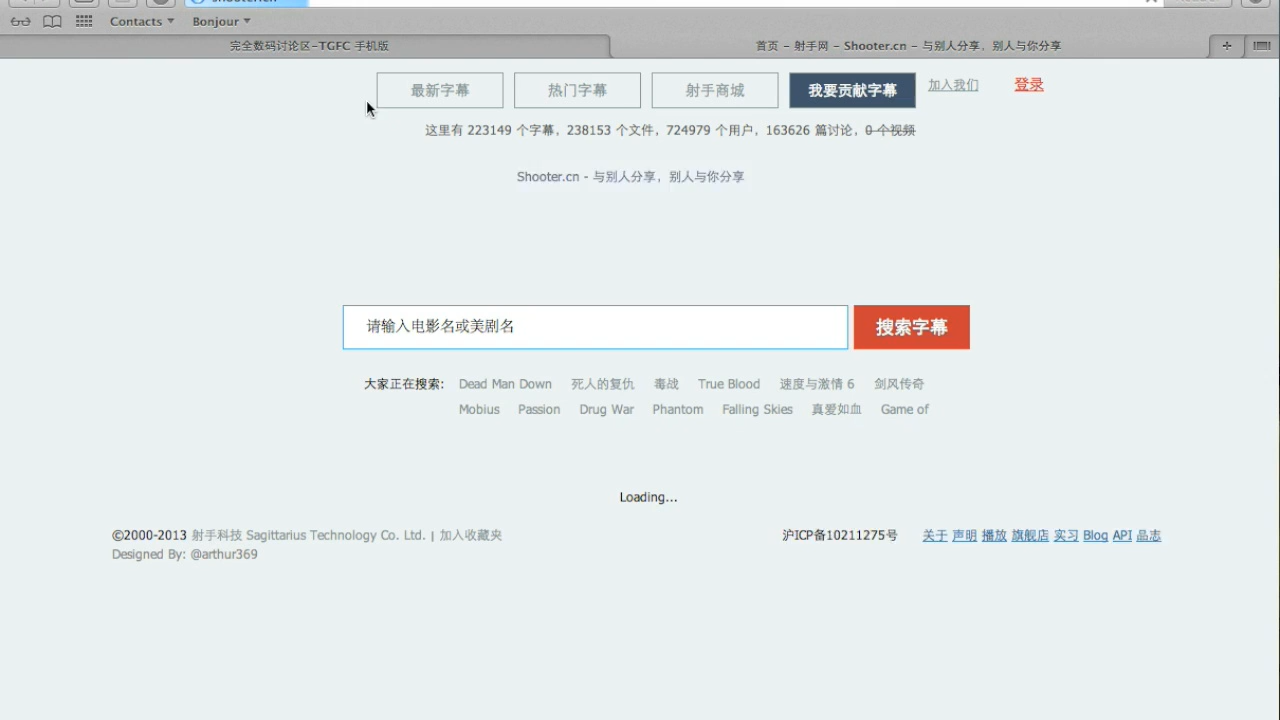 Contacts Bonjour
完全数码讨论区-TGFC 手机版 首页 - 射手网 - Shooter.cn - 与别人分享，别人与你分享
最新字幕 热门字幕 射手商城 我要贡献字幕 加入我们 登录
这里有 223149 个字幕，238153 个文件，724979 个用户，163626 篇讨论，0 个视频
Shooter.cn - 与别人分享，别人与你分享
请输入电影名或美剧名 搜索字幕
大家正在搜索: Dead Man Down 死人的复仇 毒战 True Blood 速度与激情 6 剑风传奇
Mobius Passion Drug War Phantom Falling Skies 真爱如血 Game of
Loading...
©2000-2013 射手科技 Sagittarius Technology Co. Ltd. | 加入收藏夹 沪ICP备10211275号 关于 声明 播放 旗舰店 实习 Blog API 品志
Designed By: @arthur369